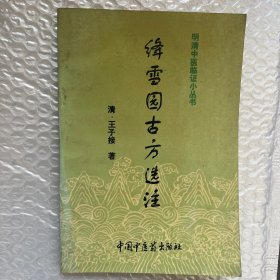 明清中医临证小丛书
绛雪园古方选注
清·王子接 著
中国中医药出版社